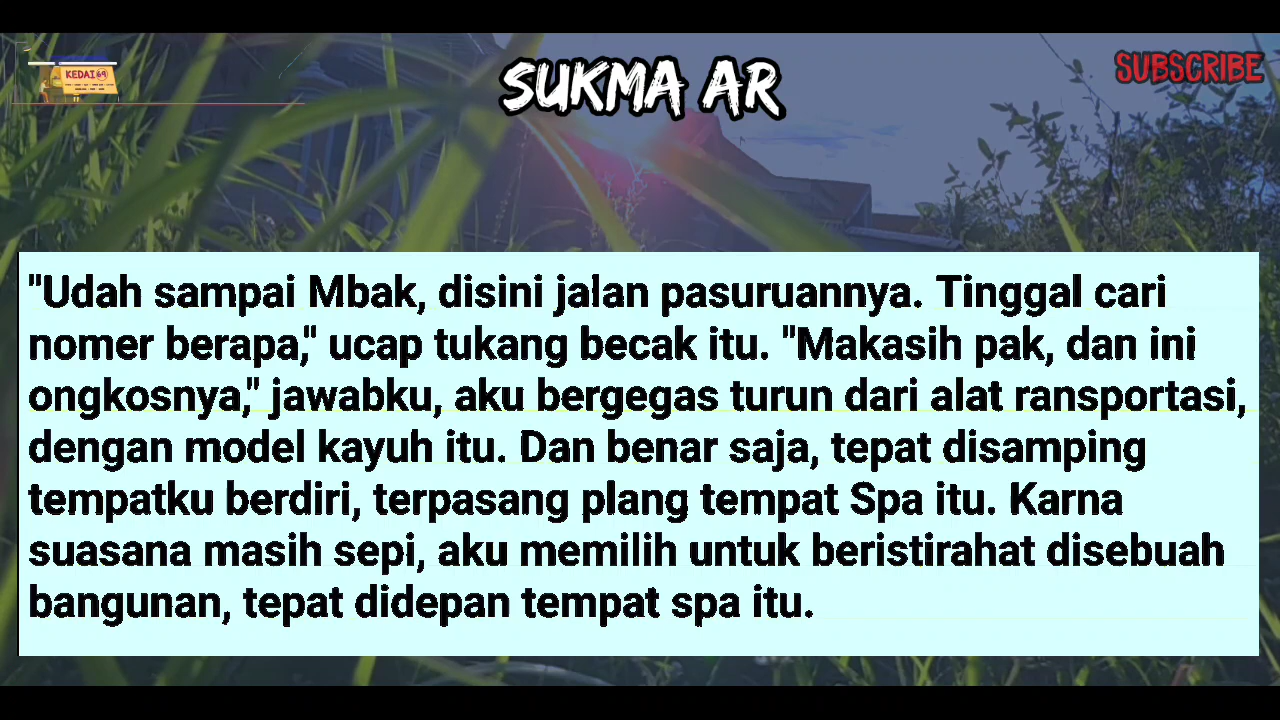 KEDAI 69
SUKMA AR
SUBSCRIBE
"Udah sampai Mbak, disini jalan pasuruannya. Tinggal cari
nomer berapa," ucap tukang becak itu. "Makasih pak, dan ini
ongkosnya," jawabku, aku bergegas turun dari alat ransportasi,
dengan model kayuh itu. Dan benar saja, tepat disamping
tempatku berdiri, terpasang plang tempat Spa itu. Karna
suasana masih sepi, aku memilih untuk beristirahat disebuah
bangunan, tepat didepan tempat spa itu.